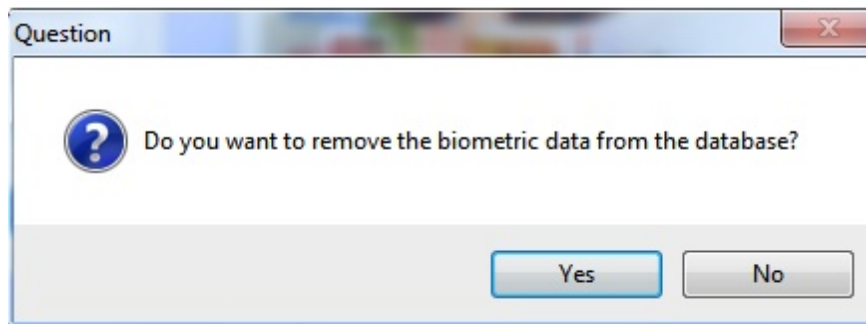 Question
Do you want to remove the biometric data from the database?
Yes
No